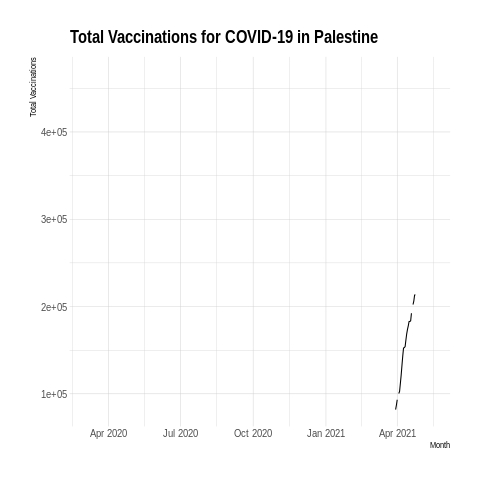 Total Vaccinations for COVID-19 in Palestine
Total Vaccinations
4e+05
3e+05
2e+05
1e+05
Apr 2020 Jul 2020 Oct 2020 Jan 2021 Apr 2021
Month